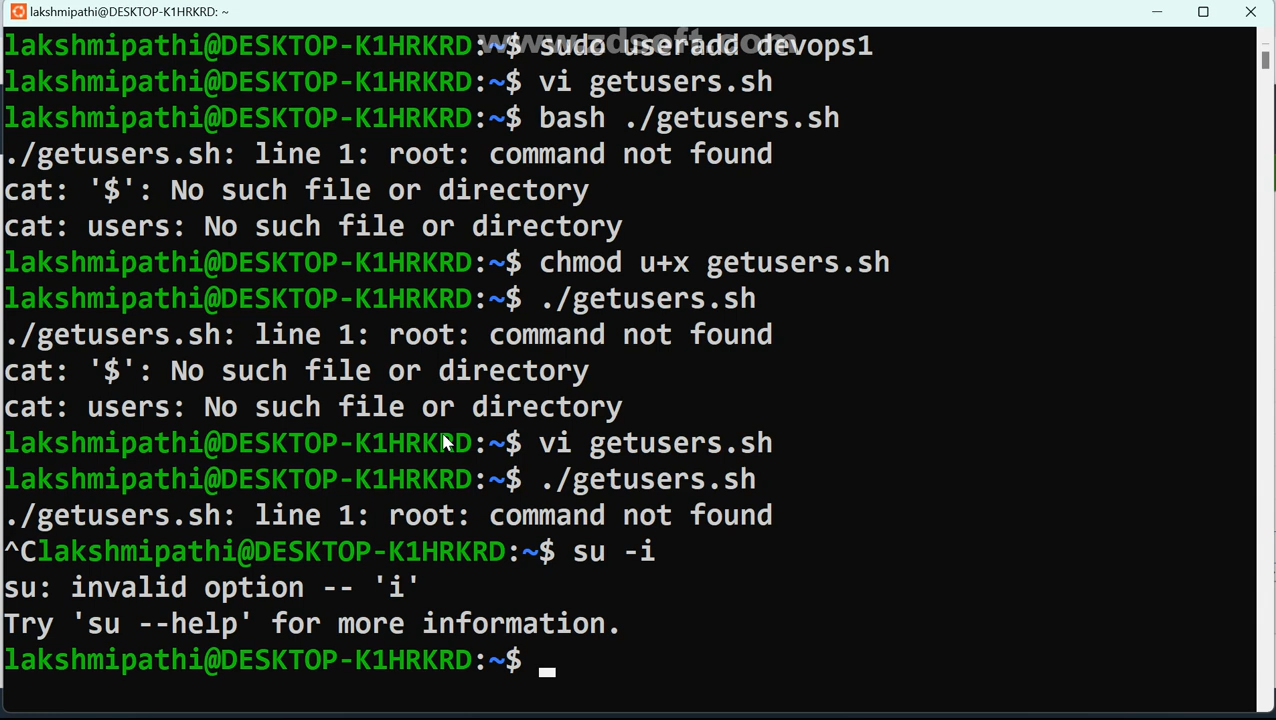 lakshmipathi@DESKTOP-K1HRKRD: ~
www.zdsoft.com
lakshmipathi@DESKTOP-K1HRKRD:~$ sudo useradd devops1
lakshmipathi@DESKTOP-K1HRKRD:~$ vi getusers.sh
lakshmipathi@DESKTOP-K1HRKRD:~$ bash ./getusers.sh
./getusers.sh: line 1: root: command not found
cat: '$': No such file or directory
cat: users: No such file or directory
lakshmipathi@DESKTOP-K1HRKRD:~$ chmod u+x getusers.sh
lakshmipathi@DESKTOP-K1HRKRD:~$ ./getusers.sh
./getusers.sh: line 1: root: command not found
cat: '$': No such file or directory
cat: users: No such file or directory
lakshmipathi@DESKTOP-K1HRKRD:~$ vi getusers.sh
lakshmipathi@DESKTOP-K1HRKRD:~$ ./getusers.sh
./getusers.sh: line 1: root: command not found
^Clakshmipathi@DESKTOP-K1HRKRD:~$ su -i
su: invalid option -- 'i'
Try 'su --help' for more information.
lakshmipathi@DESKTOP-K1HRKRD:~$